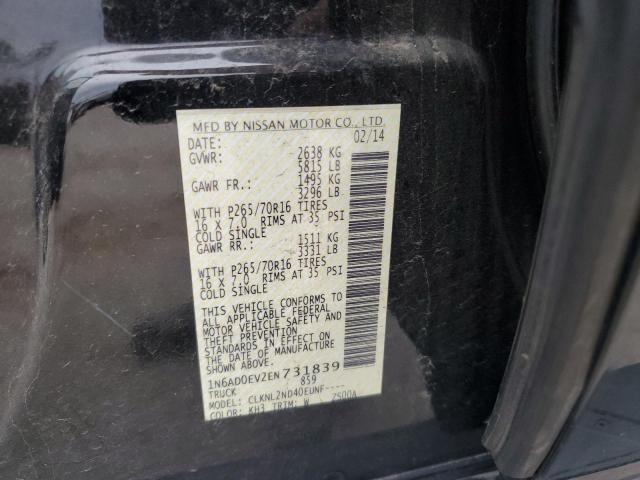 MFD BY NISSAN MOTOR CO., LTD.
DATE: 02/14
GVWR: 2638 KG
5815 LB
GAWR FR.: 1495 KG
3296 LB
WITH P265/70R16 TIRES
16 X 7.0 RIMS AT 35 PSI
COLD SINGLE
GAWR RR.: 1511 KG
3331 LB
WITH P265/70R16 TIRES
16 X 7.0 RIMS AT 35 PSI
COLD SINGLE
THIS VEHICLE CONFORMS TO
ALL APPLICABLE FEDERAL
MOTOR VEHICLE SAFETY AND
THEFT PREVENTION
STANDARDS IN EFFECT ON
THE DATE OF MANUFACTURE
SHOWN ABOVE.
1N6AD0EV2EN731839
TRUCK 859
MODEL: CLKNL2ND40EUNF----
COLOR: KH3 TRIM: W ZS00A